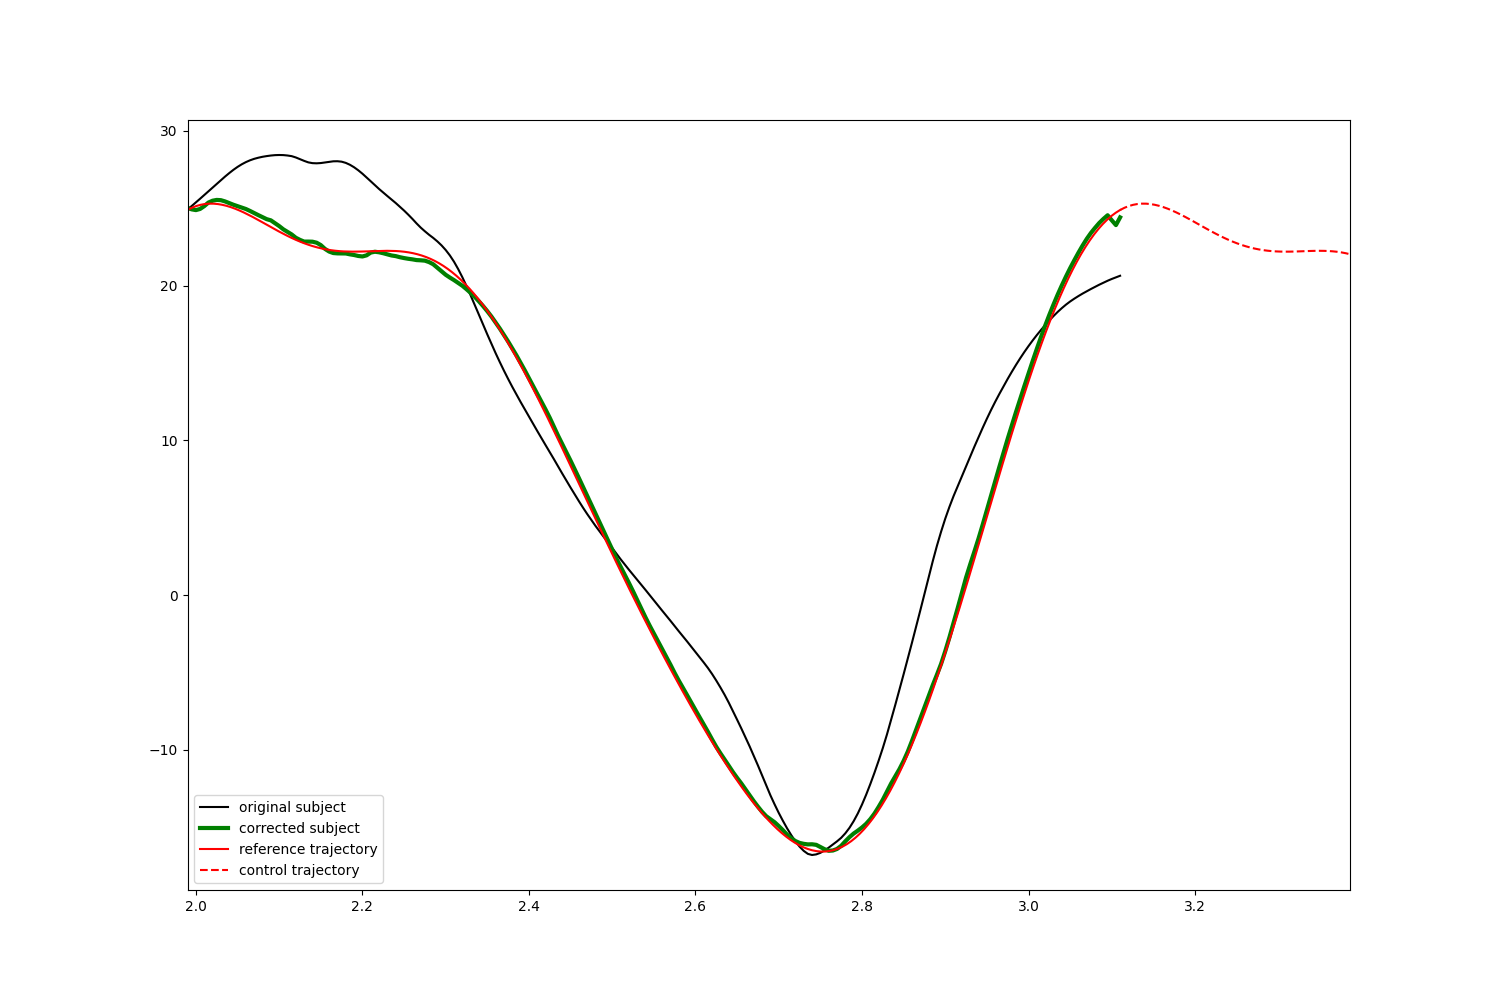 30
20
10
0
−10
original subject
corrected subject
reference trajectory
control trajectory
2.0 2.2 2.4 2.6 2.8 3.0 3.2